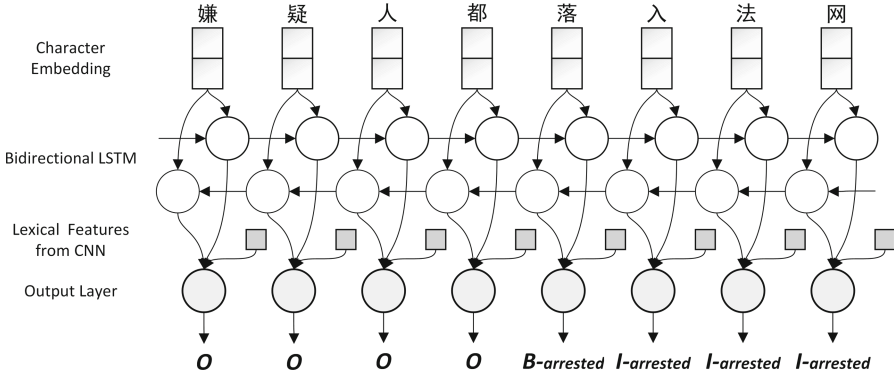 嫌 疑 人 都 落 入 法 网
Character
Embedding
Bidirectional LSTM
Lexical Features
from CNN
Output Layer
O O O O B-arrested I-arrested I-arrested I-arrested